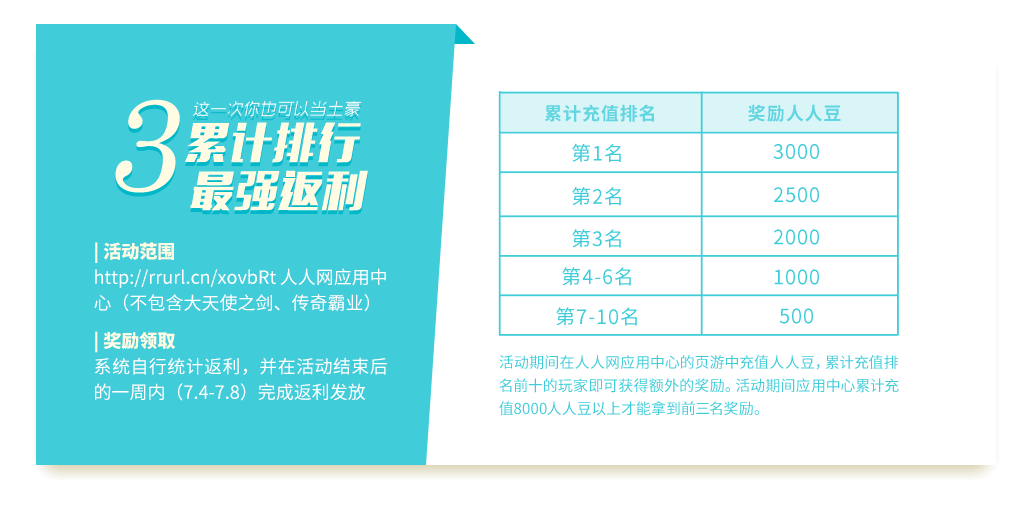 3
这一次你也可以当土豪
累计排行
最强返利
| 活动范围
http://rrurl.cn/xovbRt 人人网应用中
心（不包含大天使之剑、传奇霸业）
| 奖励领取
系统自行统计返利，并在活动结束后
的一周内（7.4-7.8）完成返利发放
累计充值排名 奖励人人豆
第1名 3000
第2名 2500
第3名 2000
第4-6名 1000
第7-10名 500
活动期间在人人网应用中心的页游中充值人人豆，累计充值排
名前十的玩家即可获得额外的奖励。活动期间应用中心累计充
值8000人人豆以上才能拿到前三名奖励。